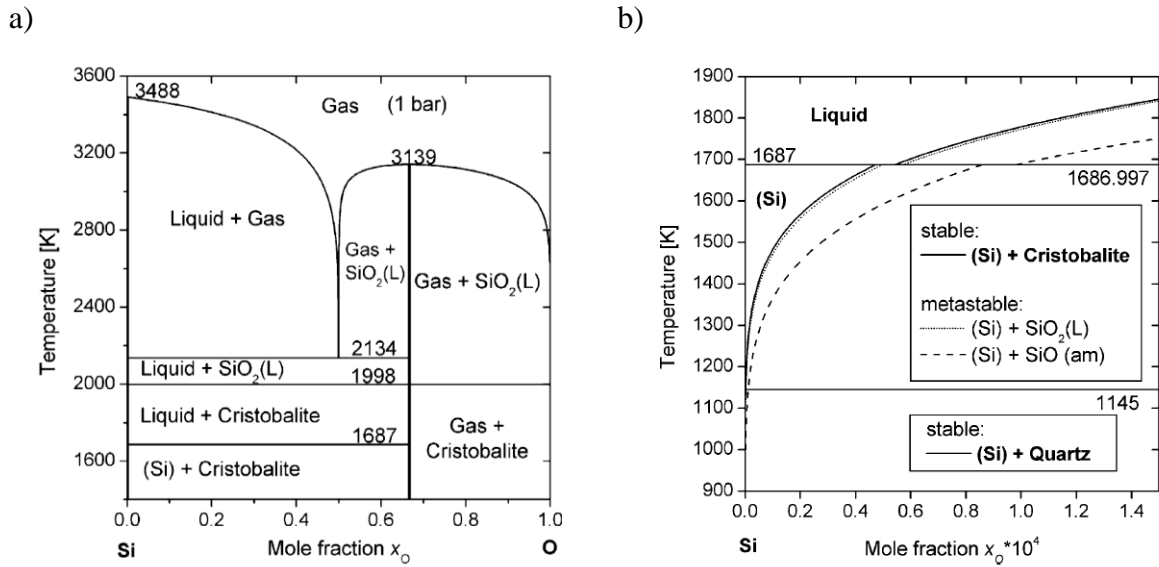 a)
3600
3200
2800
2400
2000
1600
Temperature [K]
3488
Gas (1 bar)
3139
Liquid + Gas
Gas +
SiO₂(L)
Gas + SiO₂(L)
2134
Liquid + SiO₂(L)
1998
Liquid + Cristobalite
1687
Gas +
Cristobalite
(Si) + Cristobalite
0.0 0.2 0.4 0.6 0.8 1.0
Si Mole fraction x_O O
b)
1900
1800
1700
1600
1500
1400
1300
1200
1100
1000
900
Temperature [K]
Liquid
1687
1686.997
(Si)
stable:
(Si) + Cristobalite
metastable:
(Si) + SiO₂(L)
(Si) + SiO (am)
1145
stable:
(Si) + Quartz
0.0 0.2 0.4 0.6 0.8 1.0 1.2 1.4
Si Mole fraction x_O*10⁴